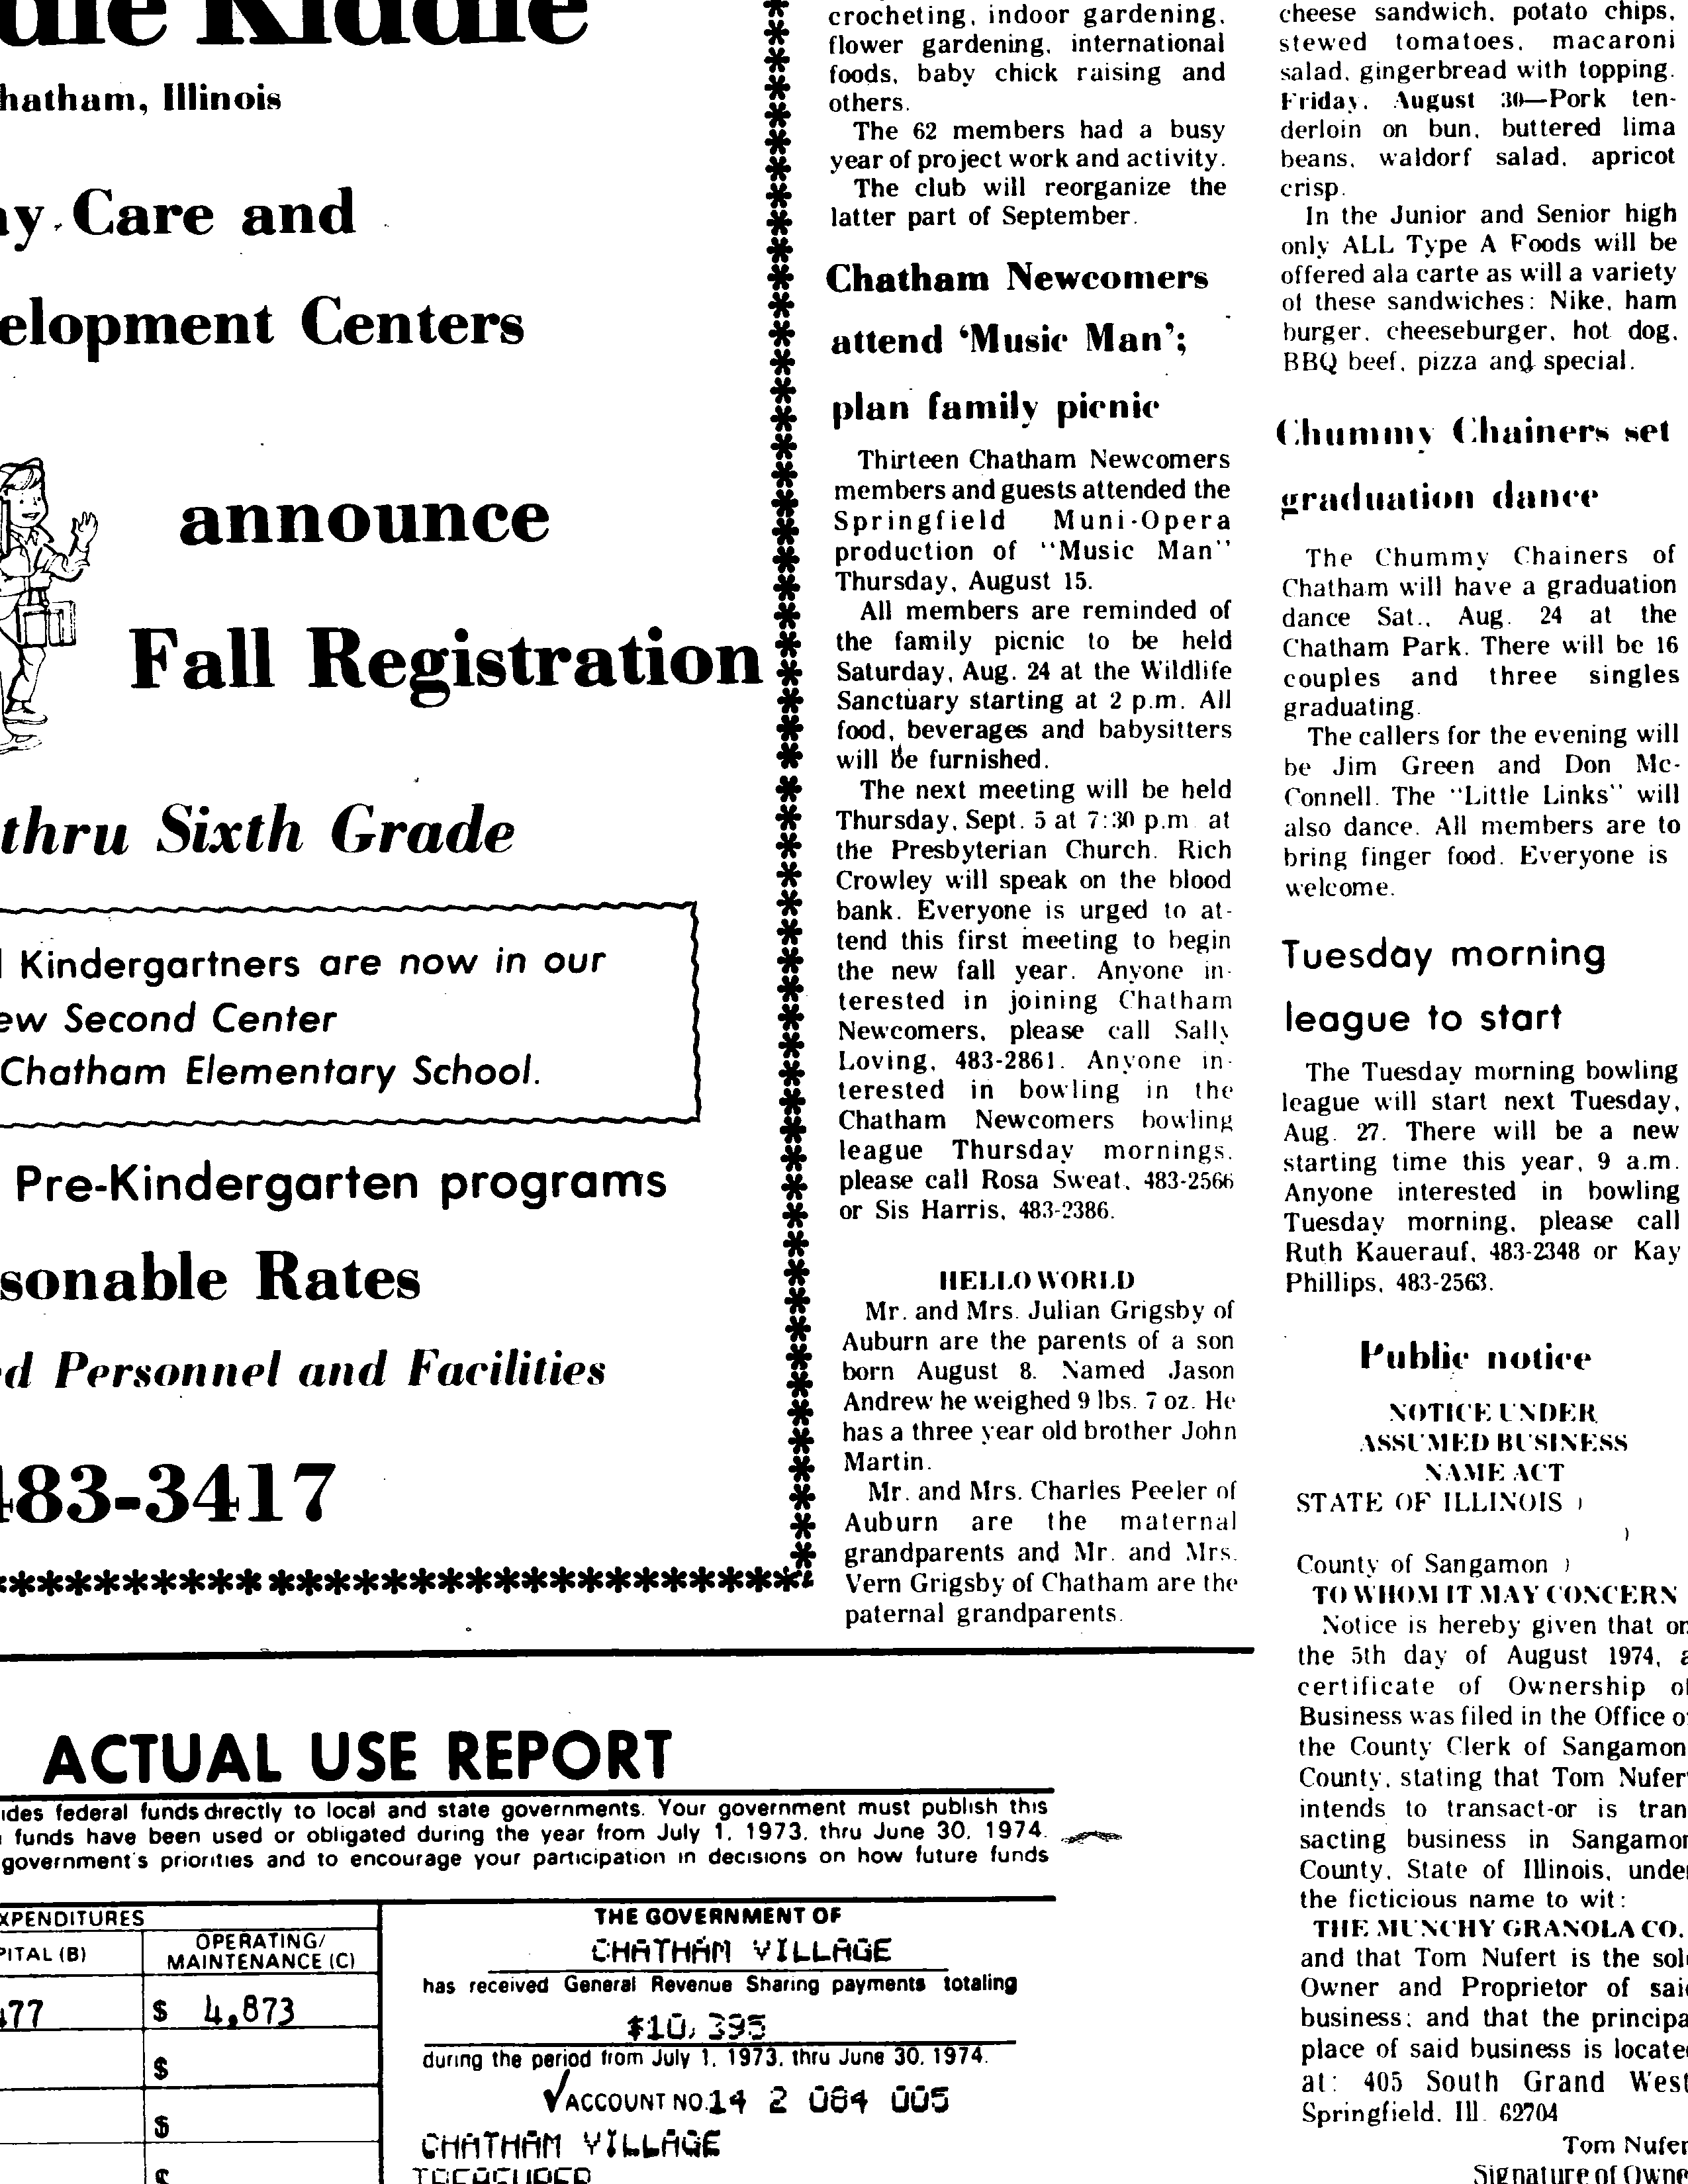 die Kiddie
hatham, Illinois
ay Care and
elopment Centers
announce
Fall Registration
thru Sixth Grade
Kindergartners are now in our
ew Second Center
Chatham Elementary School.
Pre-Kindergarten programs
sonable Rates
d Personnel and Facilities
483-3417
crocheting, indoor gardening,
flower gardening, international
foods, baby chick raising and
others.
The 62 members had a busy
year of project work and activity.
The club will reorganize the
latter part of September.
Chatham Newcomers
attend ‘Music Man’;
plan family picnic
Thirteen Chatham Newcomers
members and guests attended the
Springfield Muni-Opera
production of "Music Man"
Thursday, August 15.
All members are reminded of
the family picnic to be held
Saturday, Aug. 24 at the Wildlife
Sanctuary starting at 2 p.m. All
food, beverages and babysitters
will be furnished.
The next meeting will be held
Thursday, Sept. 5 at 7:30 p.m. at
the Presbyterian Church. Rich
Crowley will speak on the blood
bank. Everyone is urged to at-
tend this first meeting to begin
the new fall year. Anyone in-
terested in joining Chatham
Newcomers, please call Sally
Loving, 483-2861. Anyone in-
terested in bowling in the
Chatham Newcomers bowling
league Thursday mornings,
please call Rosa Sweat, 483-2566
or Sis Harris, 483-2386.
HELLO WORLD
Mr. and Mrs. Julian Grigsby of
Auburn are the parents of a son
born August 8. Named Jason
Andrew he weighed 9 lbs. 7 oz. He
has a three year old brother John
Martin.
Mr. and Mrs. Charles Peeler of
Auburn are the maternal
grandparents and Mr. and Mrs.
Vern Grigsby of Chatham are the
paternal grandparents.
cheese sandwich, potato chips,
stewed tomatoes, macaroni
salad, gingerbread with topping.
Friday, August 30—Pork ten-
derloin on bun, buttered lima
beans, waldorf salad, apricot
crisp.
In the Junior and Senior high
only ALL Type A Foods will be
offered ala carte as will a variety
of these sandwiches: Nike, ham
burger, cheeseburger, hot dog,
BBQ beef, pizza and special.
Chummy Chainers set
graduation dance
The Chummy Chainers of
Chatham will have a graduation
dance Sat., Aug. 24 at the
Chatham Park. There will be 16
couples and three singles
graduating.
The callers for the evening will
be Jim Green and Don Mc-
Connell. The "Little Links" will
also dance. All members are to
bring finger food. Everyone is
welcome.
Tuesday morning
league to start
The Tuesday morning bowling
league will start next Tuesday,
Aug. 27. There will be a new
starting time this year, 9 a.m.
Anyone interested in bowling
Tuesday morning, please call
Ruth Kauerauf, 483-2348 or Kay
Phillips, 483-2563.
Public notice
NOTICE UNDER
ASSUMED BUSINESS
NAME ACT
STATE OF ILLINOIS )
)
County of Sangamon )
TO WHOM IT MAY CONCERN
Notice is hereby given that on
the 5th day of August 1974, a
certificate of Ownership of
Business was filed in the Office of
the County Clerk of Sangamon
County, stating that Tom Nufert
intends to transact-or is tran
sacting business in Sangamon
County, State of Illinois, under
the ficticious name to wit:
THE MUNCHY GRANOLA CO.
and that Tom Nufert is the sole
Owner and Proprietor of said
business; and that the principa
place of said business is located
at: 405 South Grand West
Springfield, Ill. 62704
Tom Nufer
Signature of Owne
ACTUAL USE REPORT
ides federal funds directly to local and state governments. Your government must publish this
funds have been used or obligated during the year from July 1, 1973, thru June 30, 1974.
government's priorities and to encourage your participation in decisions on how future funds
XPENDITURES
PITAL (B)
OPERATING/
MAINTENANCE (C)
477
$ 4,873
$
$
$
THE GOVERNMENT OF
CHATHAM VILLAGE
has received General Revenue Sharing payments totaling
$10,395
during the period from July 1, 1973, thru June 30, 1974.
✓ACCOUNT NO.14 2 084 005
CHATHAM VILLAGE
TREASURER